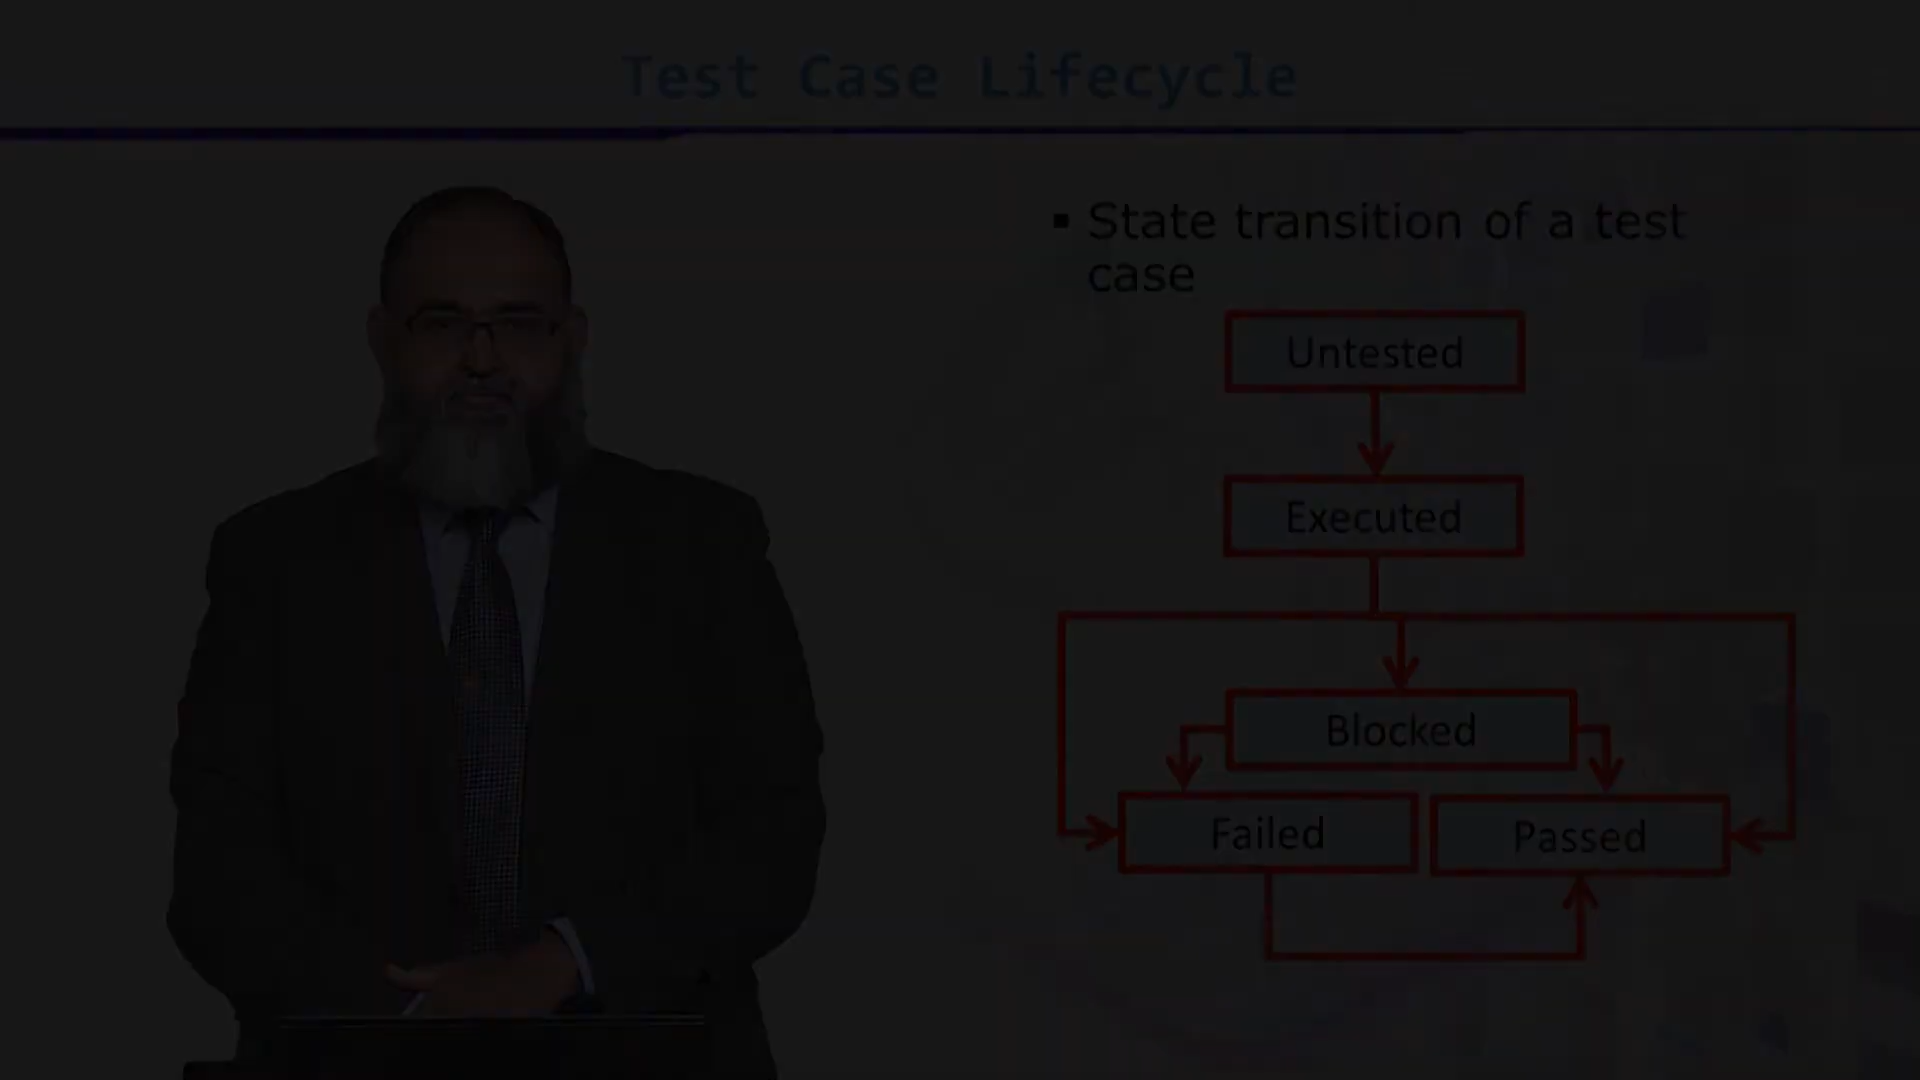 Test Case Lifecycle
▪ State transition of a test
case
Untested
Executed
Blocked
Failed
Passed